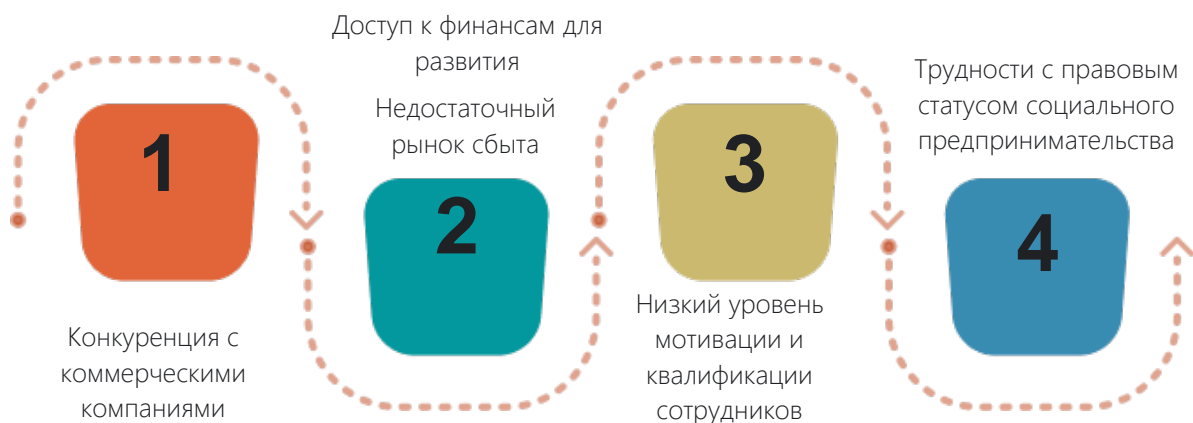 1
Конкуренция с
коммерческими
компаниями
Доступ к финансам для
развития
Недостаточный
рынок сбыта
2
3
Низкий уровень
мотивации и
квалификации
сотрудников
Трудности с правовым
статусом социального
предпринимательства
4